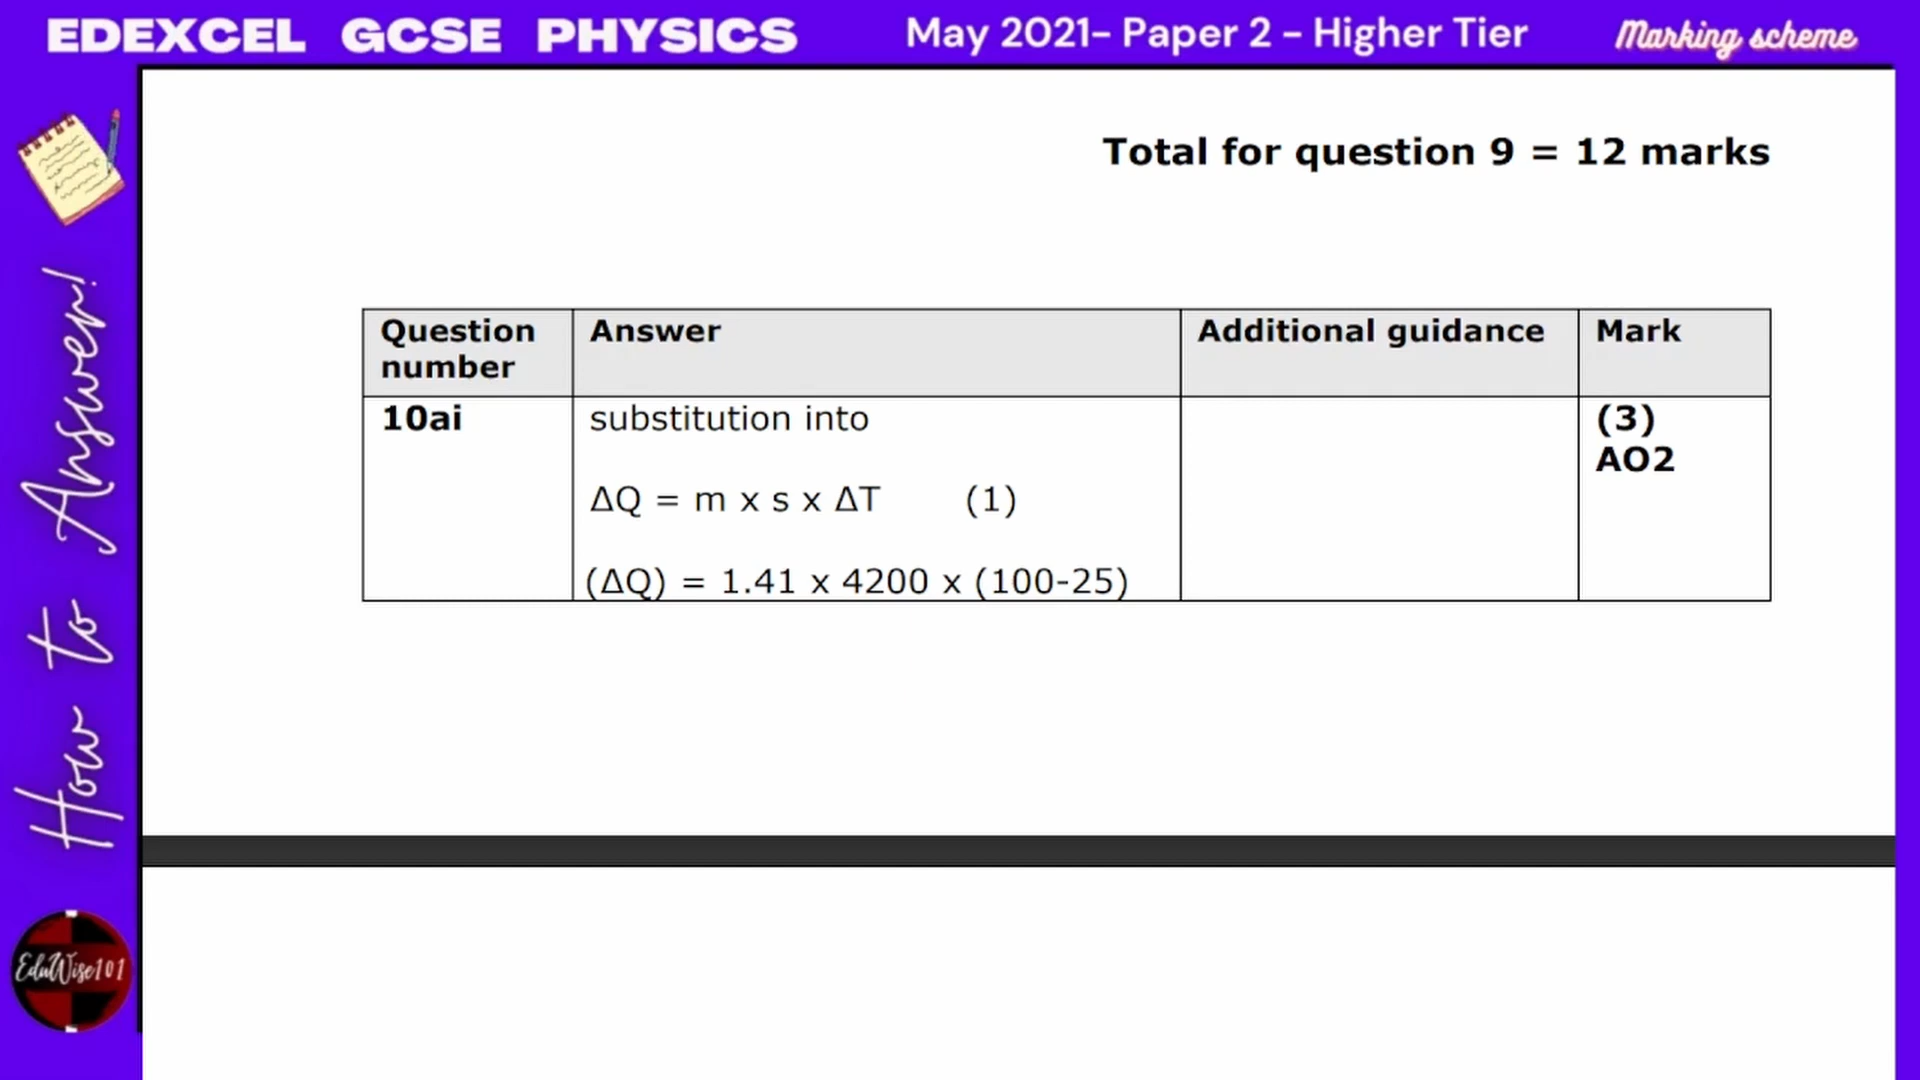 EDEXCEL GCSE PHYSICS May 2021– Paper 2 – Higher Tier Marking scheme
Total for question 9 = 12 marks
Question number Answer Additional guidance Mark
10ai substitution into (3)
AO2
ΔQ = m x s x ΔT (1)
(ΔQ) = 1.41 x 4200 x (100-25)
How to Answer!
EduWise101